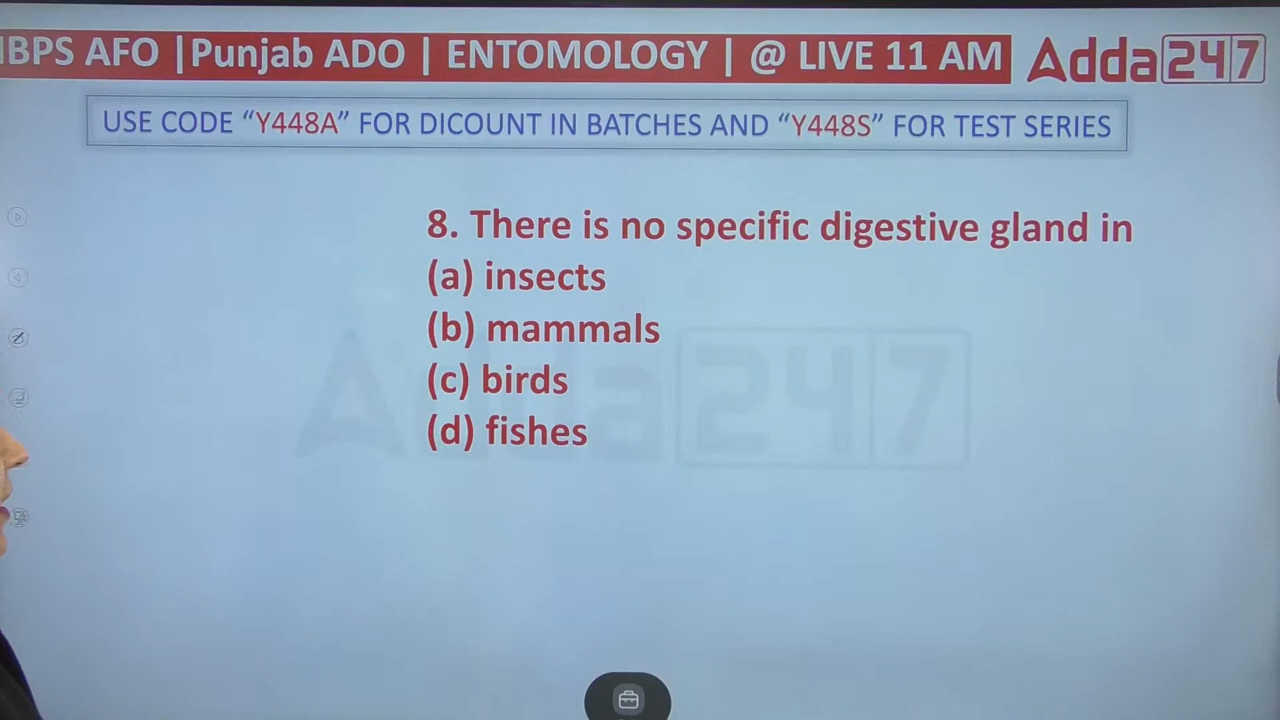 IBPS AFO |Punjab ADO | ENTOMOLOGY | @ LIVE 11 AM
Adda247
USE CODE “Y448A” FOR DICOUNT IN BATCHES AND “Y448S” FOR TEST SERIES
8. There is no specific digestive gland in
(a) insects
(b) mammals
(c) birds
(d) fishes
Adda247